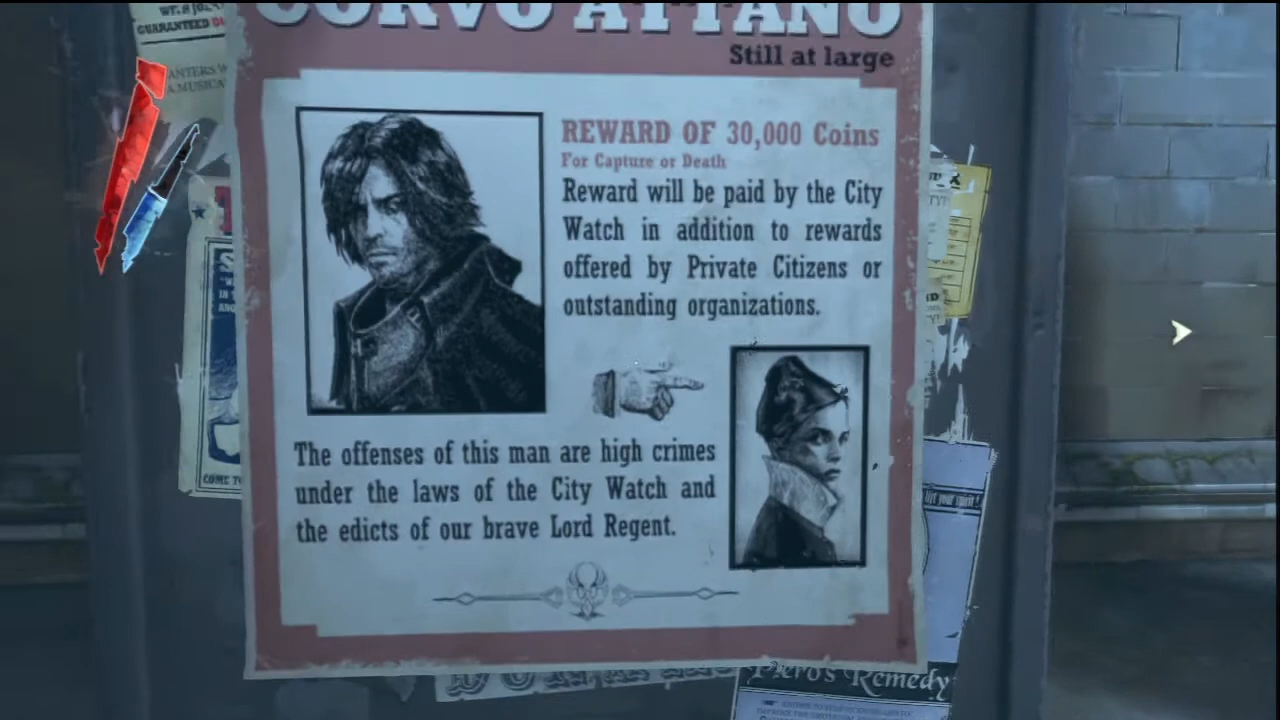 GUARANTEED
CORVO ATTANO
Still at large
REWARD OF 30,000 Coins
For Capture or Death
Reward will be paid by the City
Watch in addition to rewards
offered by Private Citizens or
outstanding organizations.
The offenses of this man are high crimes
under the laws of the City Watch and
the edicts of our brave Lord Regent.
COME
Piero's Remedy